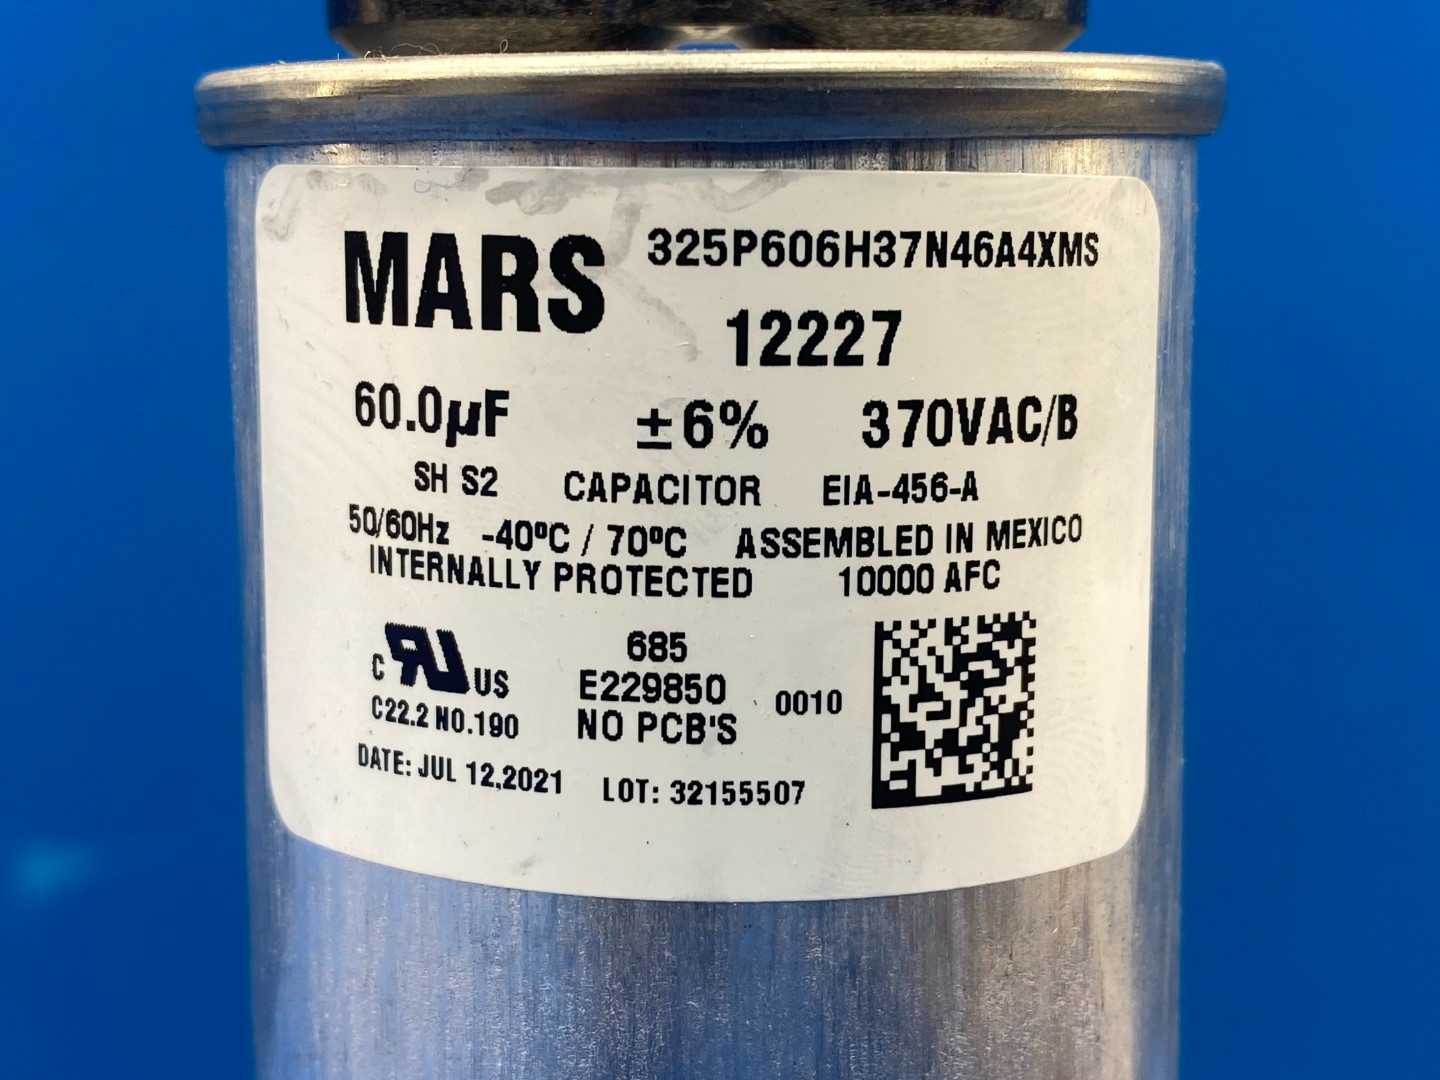 MARS 325P606H37N46A4XMS
12227
60.0µF ±6% 370VAC/B
SH S2 CAPACITOR EIA-456-A
50/60Hz -40ºC / 70ºC ASSEMBLED IN MEXICO
INTERNALLY PROTECTED 10000 AFC
C RU US 685
E229850 0010
C22.2 NO.190 NO PCB'S
DATE: JUL 12,2021 LOT: 32155507